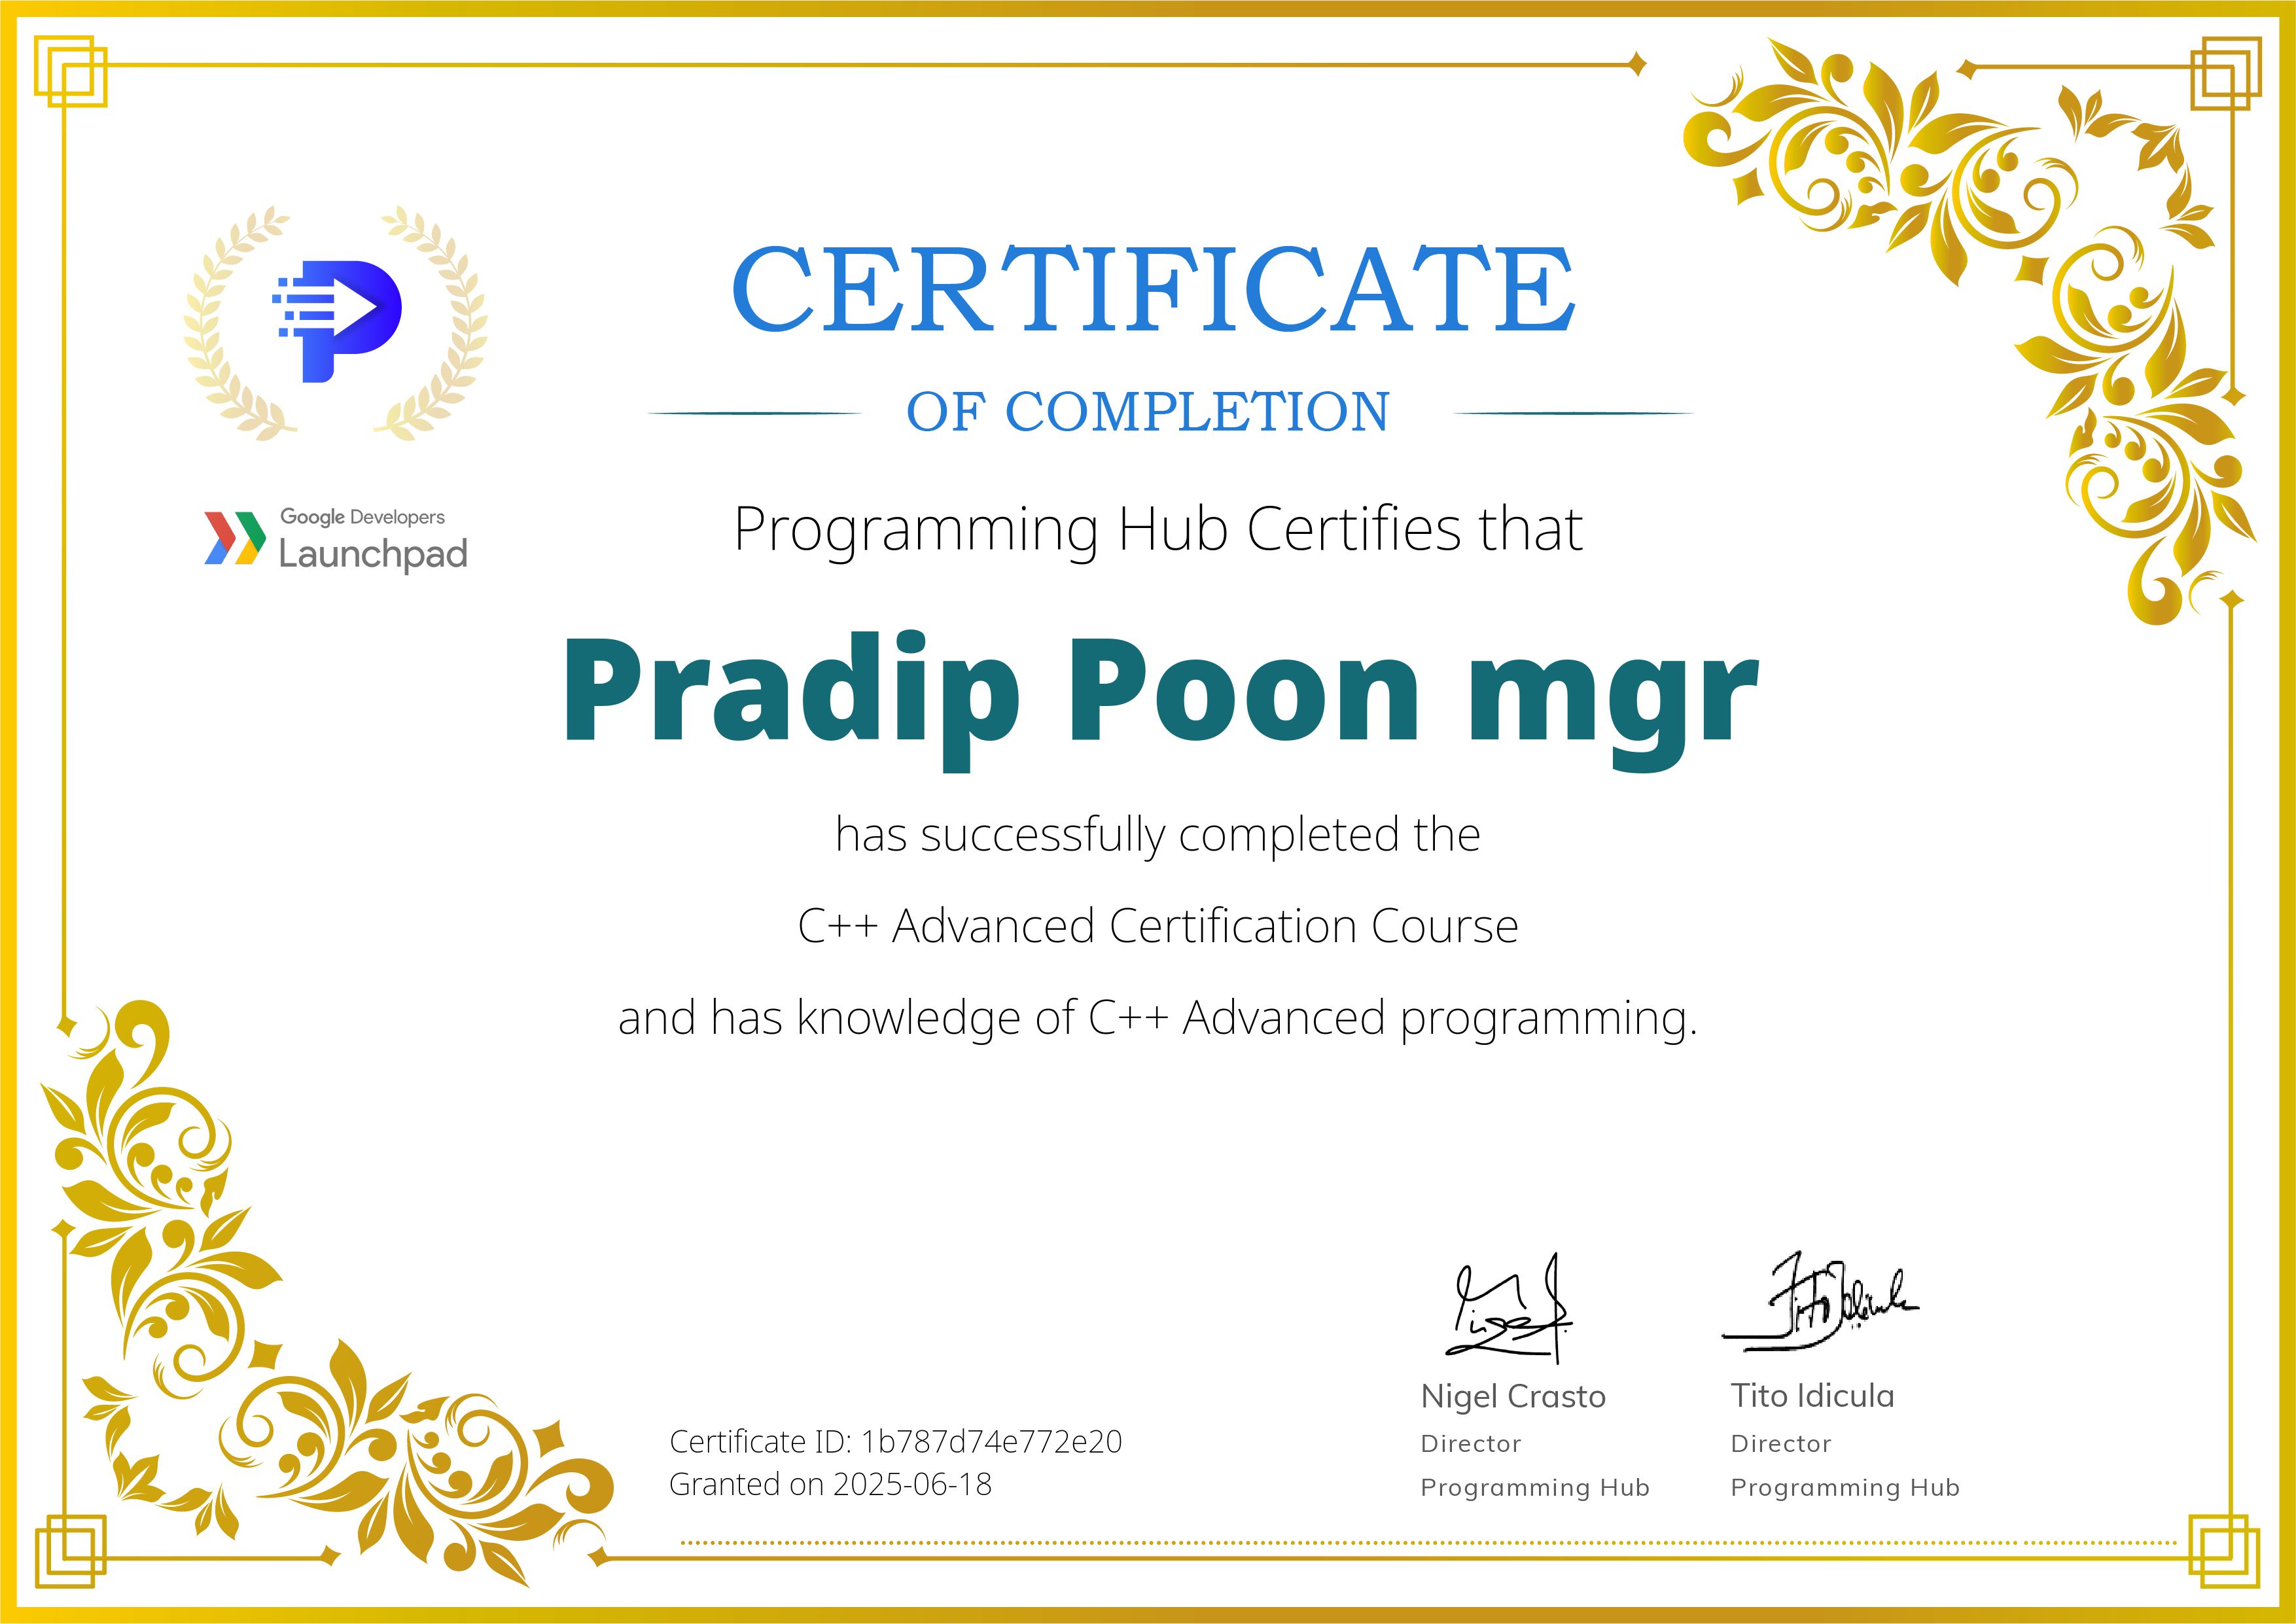 CERTIFICATE
OF COMPLETION
Google Developers
Launchpad
Programming Hub Certifies that
Pradip Poon mgr
has successfully completed the
C++ Advanced Certification Course
and has knowledge of C++ Advanced programming.
Certificate ID: 1b787d74e772e20
Granted on 2025-06-18
Nigel Crasto
Director
Programming Hub
Tito Idicula
Director
Programming Hub